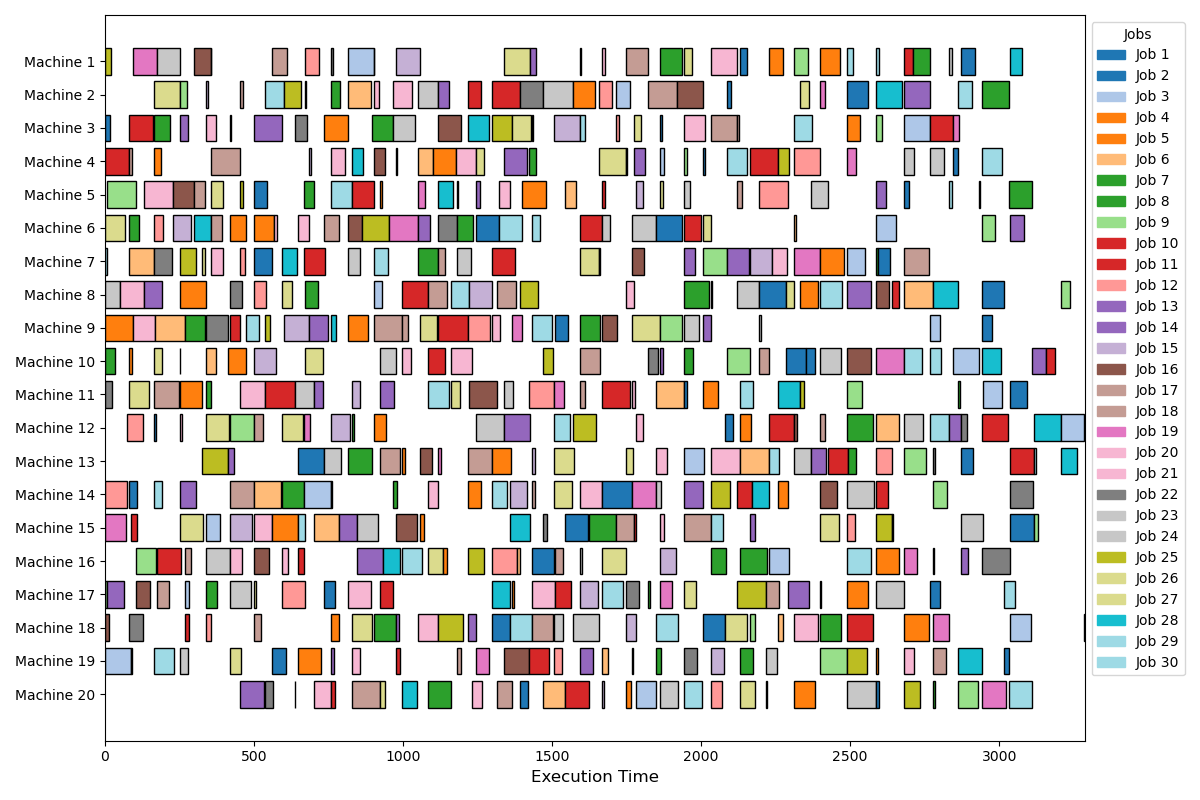 Machine 1
Machine 2
Machine 3
Machine 4
Machine 5
Machine 6
Machine 7
Machine 8
Machine 9
Machine 10
Machine 11
Machine 12
Machine 13
Machine 14
Machine 15
Machine 16
Machine 17
Machine 18
Machine 19
Machine 20
0 500 1000 1500 2000 2500 3000
Execution Time
Jobs
Job 1
Job 2
Job 3
Job 4
Job 5
Job 6
Job 7
Job 8
Job 9
Job 10
Job 11
Job 12
Job 13
Job 14
Job 15
Job 16
Job 17
Job 18
Job 19
Job 20
Job 21
Job 22
Job 23
Job 24
Job 25
Job 26
Job 27
Job 28
Job 29
Job 30